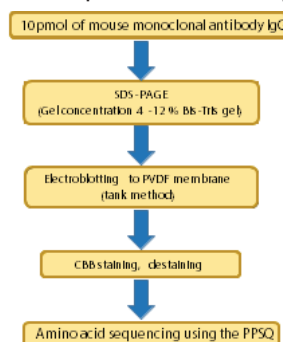 10pmol of mouse monoclonal antibody IgG
SDS-PAGE
(Gel concentration 4 -12 % Bis-Tris gel)
Electroblotting to PVDF membrane
(tank method)
CBB staining, destaining
Amino acid sequencing using the PPSQ